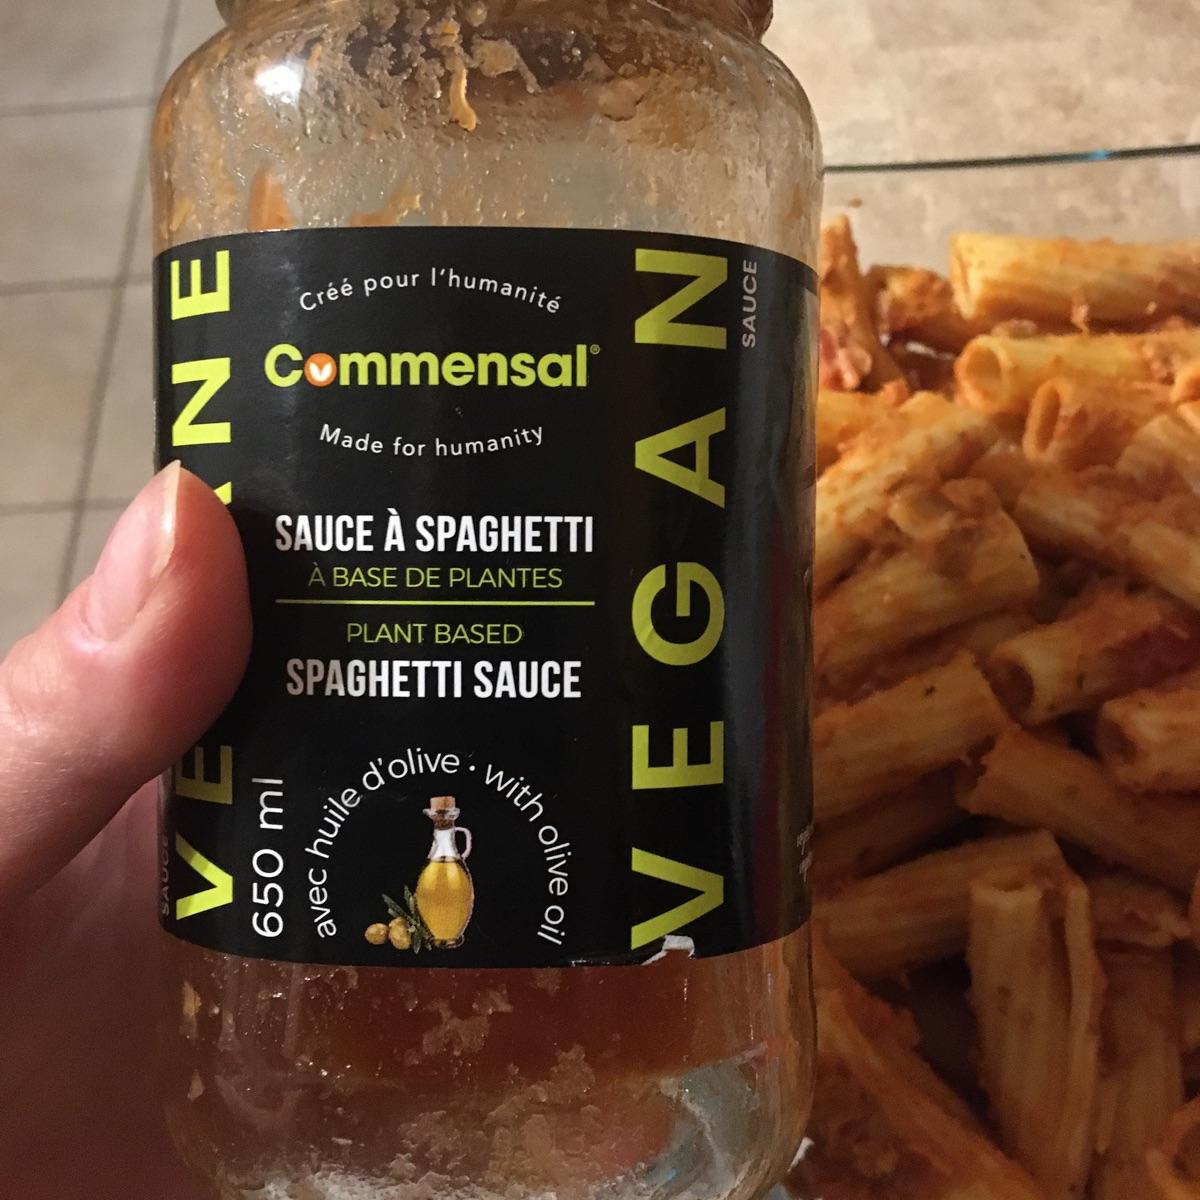 Créé pour l'humanité
Commensal®
Made for humanity
SAUCE À SPAGHETTI
À BASE DE PLANTES
PLANT BASED
SPAGHETTI SAUCE
avec huile d'olive · with olive oil
650 ml
VEGAN
SAUCE
SAUCE